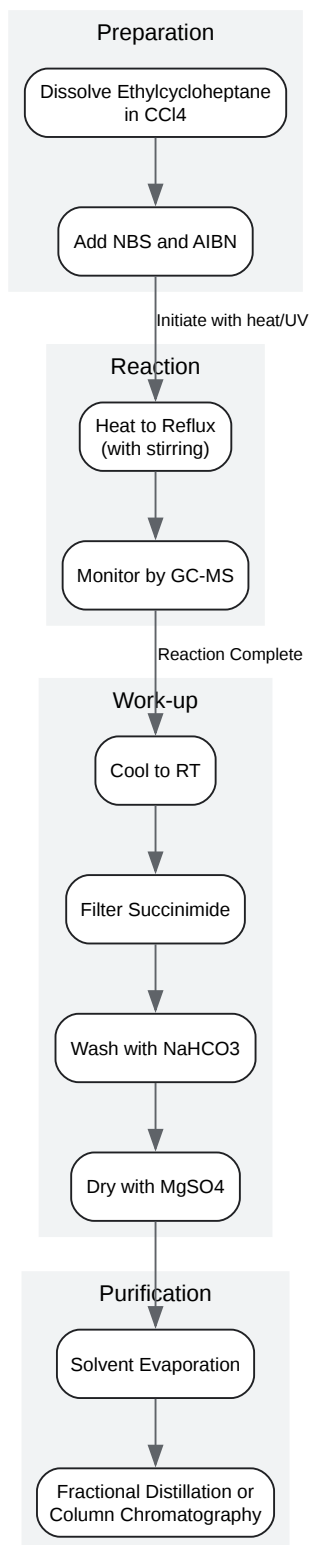 Preparation
Dissolve Ethylcycloheptane
in CCl4
Add NBS and AIBN
Initiate with heat/UV
Reaction
Heat to Reflux
(with stirring)
Monitor by GC-MS
Reaction Complete
Work-up
Cool to RT
Filter Succinimide
Wash with NaHCO3
Dry with MgSO4
Purification
Solvent Evaporation
Fractional Distillation or
Column Chromatography